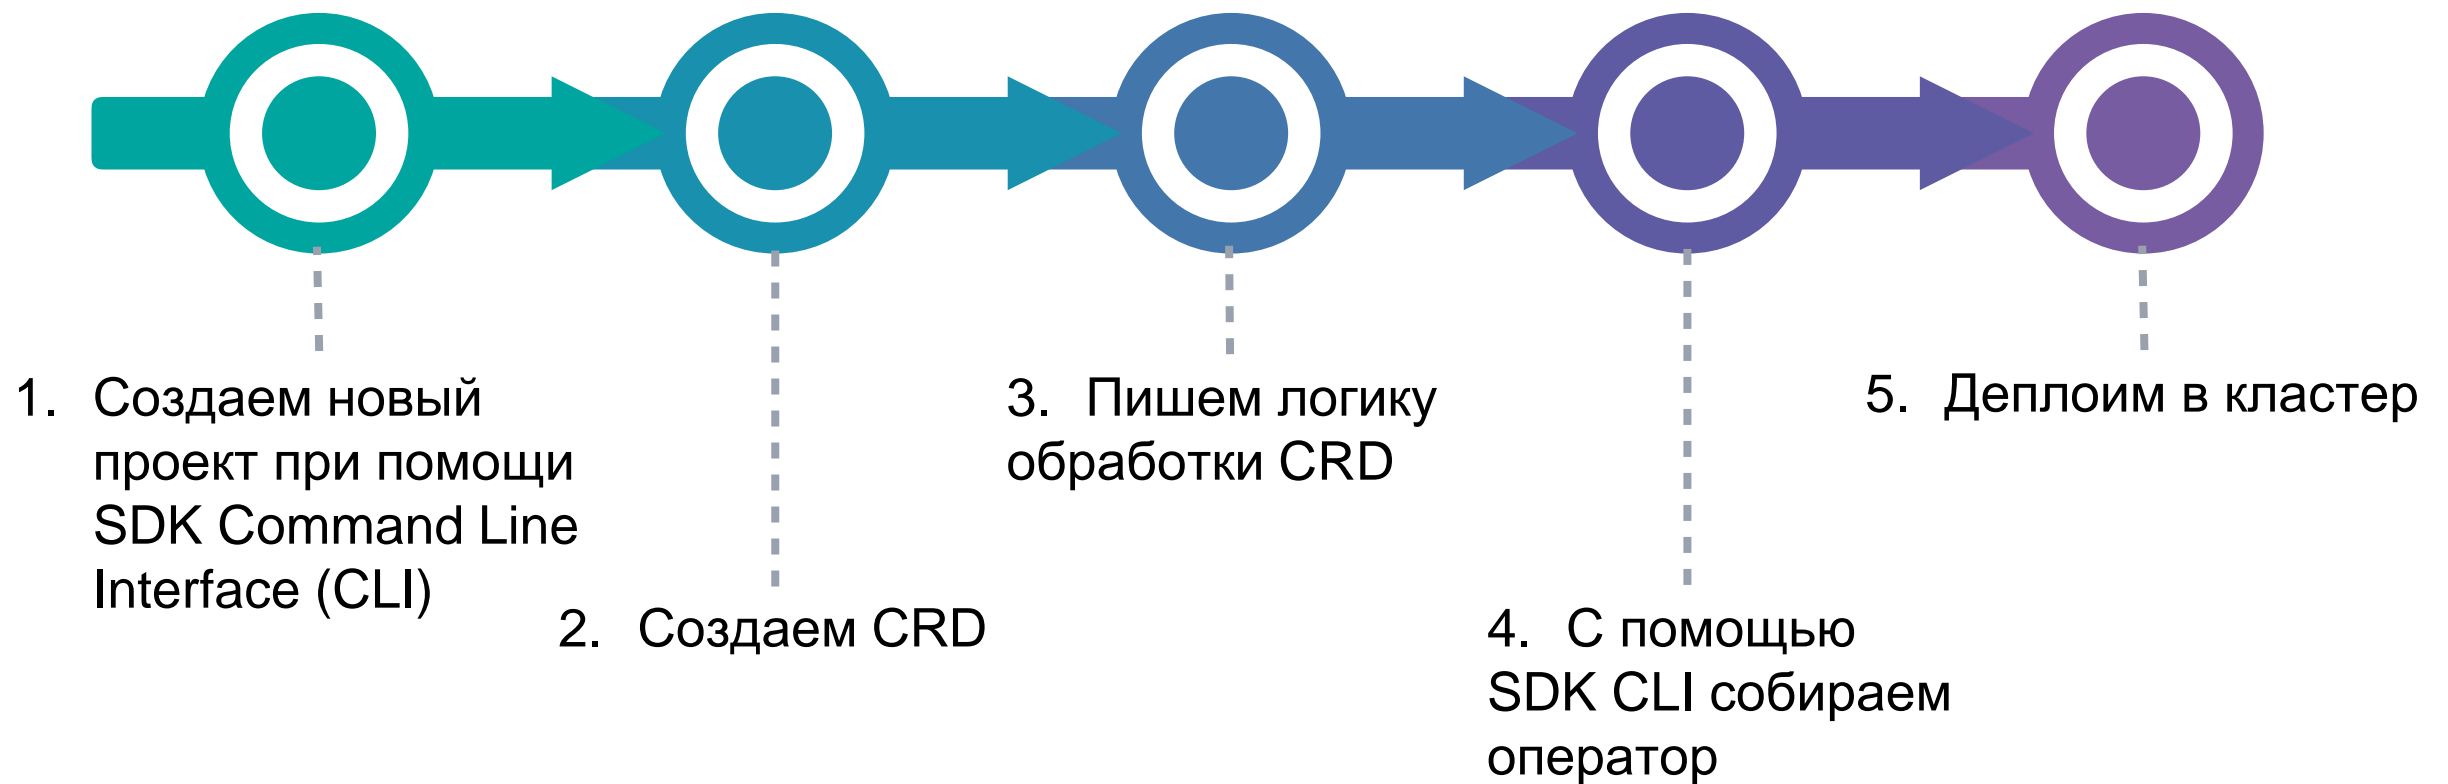 1. Создаем новый
проект при помощи
SDK Command Line
Interface (CLI)
2. Создаем CRD
3. Пишем логику
обработки CRD
4. С помощью
SDK CLI собираем
оператор
5. Деплоим в кластер